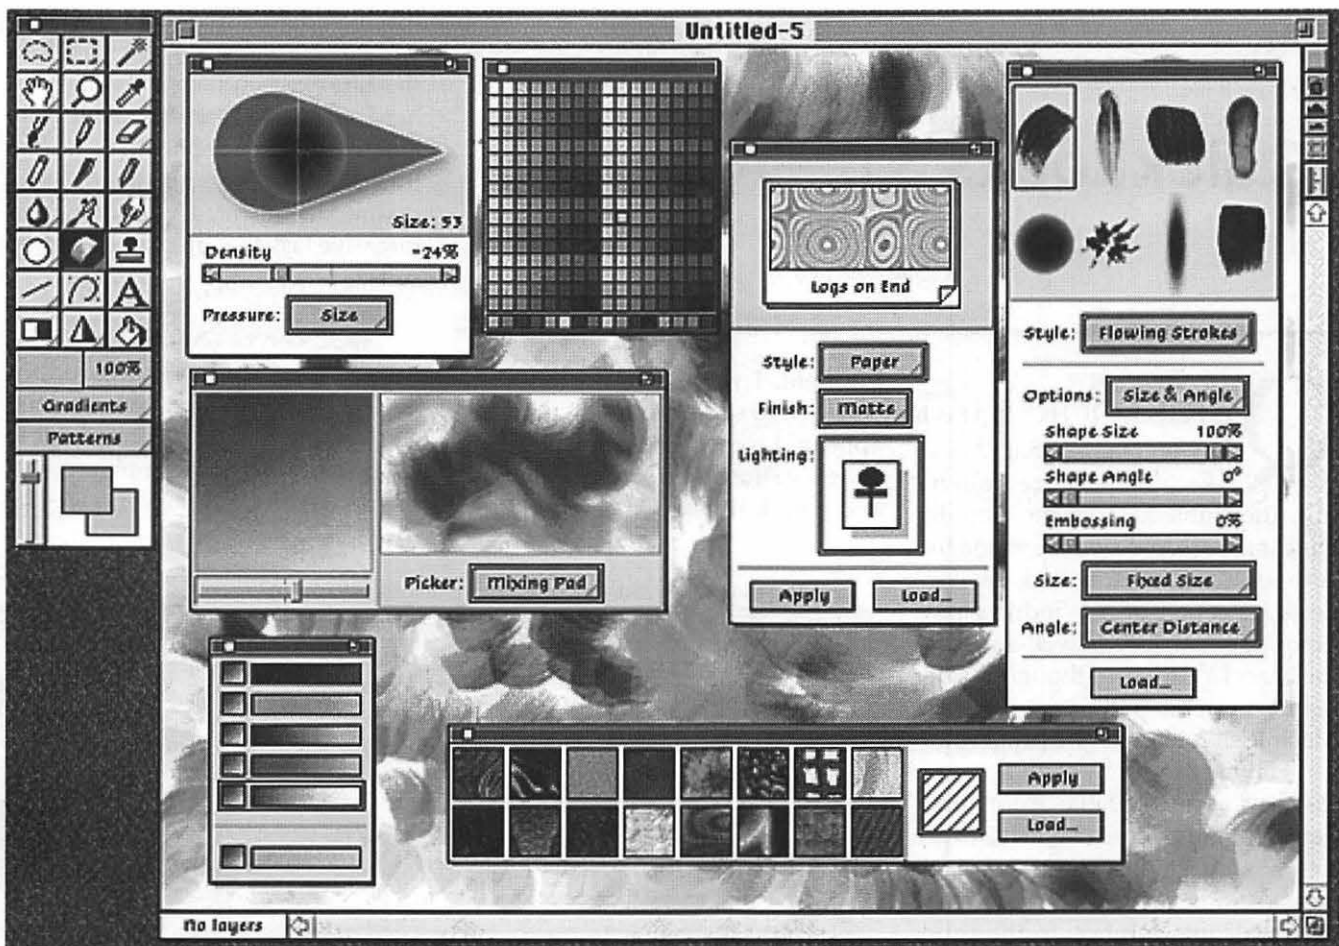 Untitled-5
Size: 53
Density -24%
Pressure: Size
Logs on End
Style: Paper
Finish: Matte
Lighting:
Apply Load...
Style: Flowing Strokes
Options: Size & Angle
Shape Size 100%
Shape Angle 0°
Embossing 0%
Size: Fixed Size
Angle: Center Distance
Load...
A
100%
Gradients
Patterns
Picker: Mixing Pad
Apply
Load...
No layers